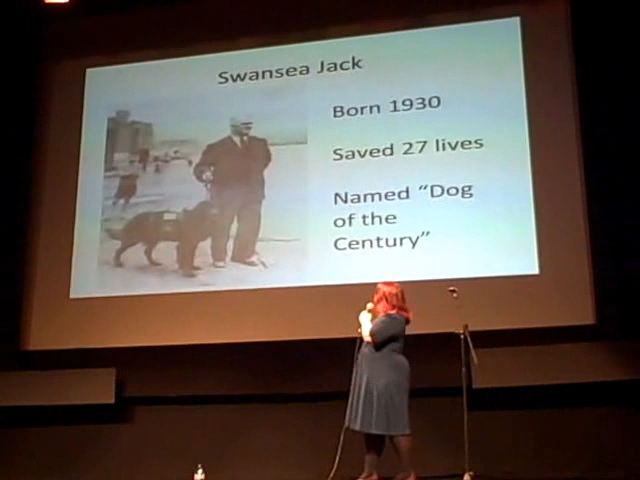 Swansea Jack
Born 1930
Saved 27 lives
Named “Dog
of the
Century”